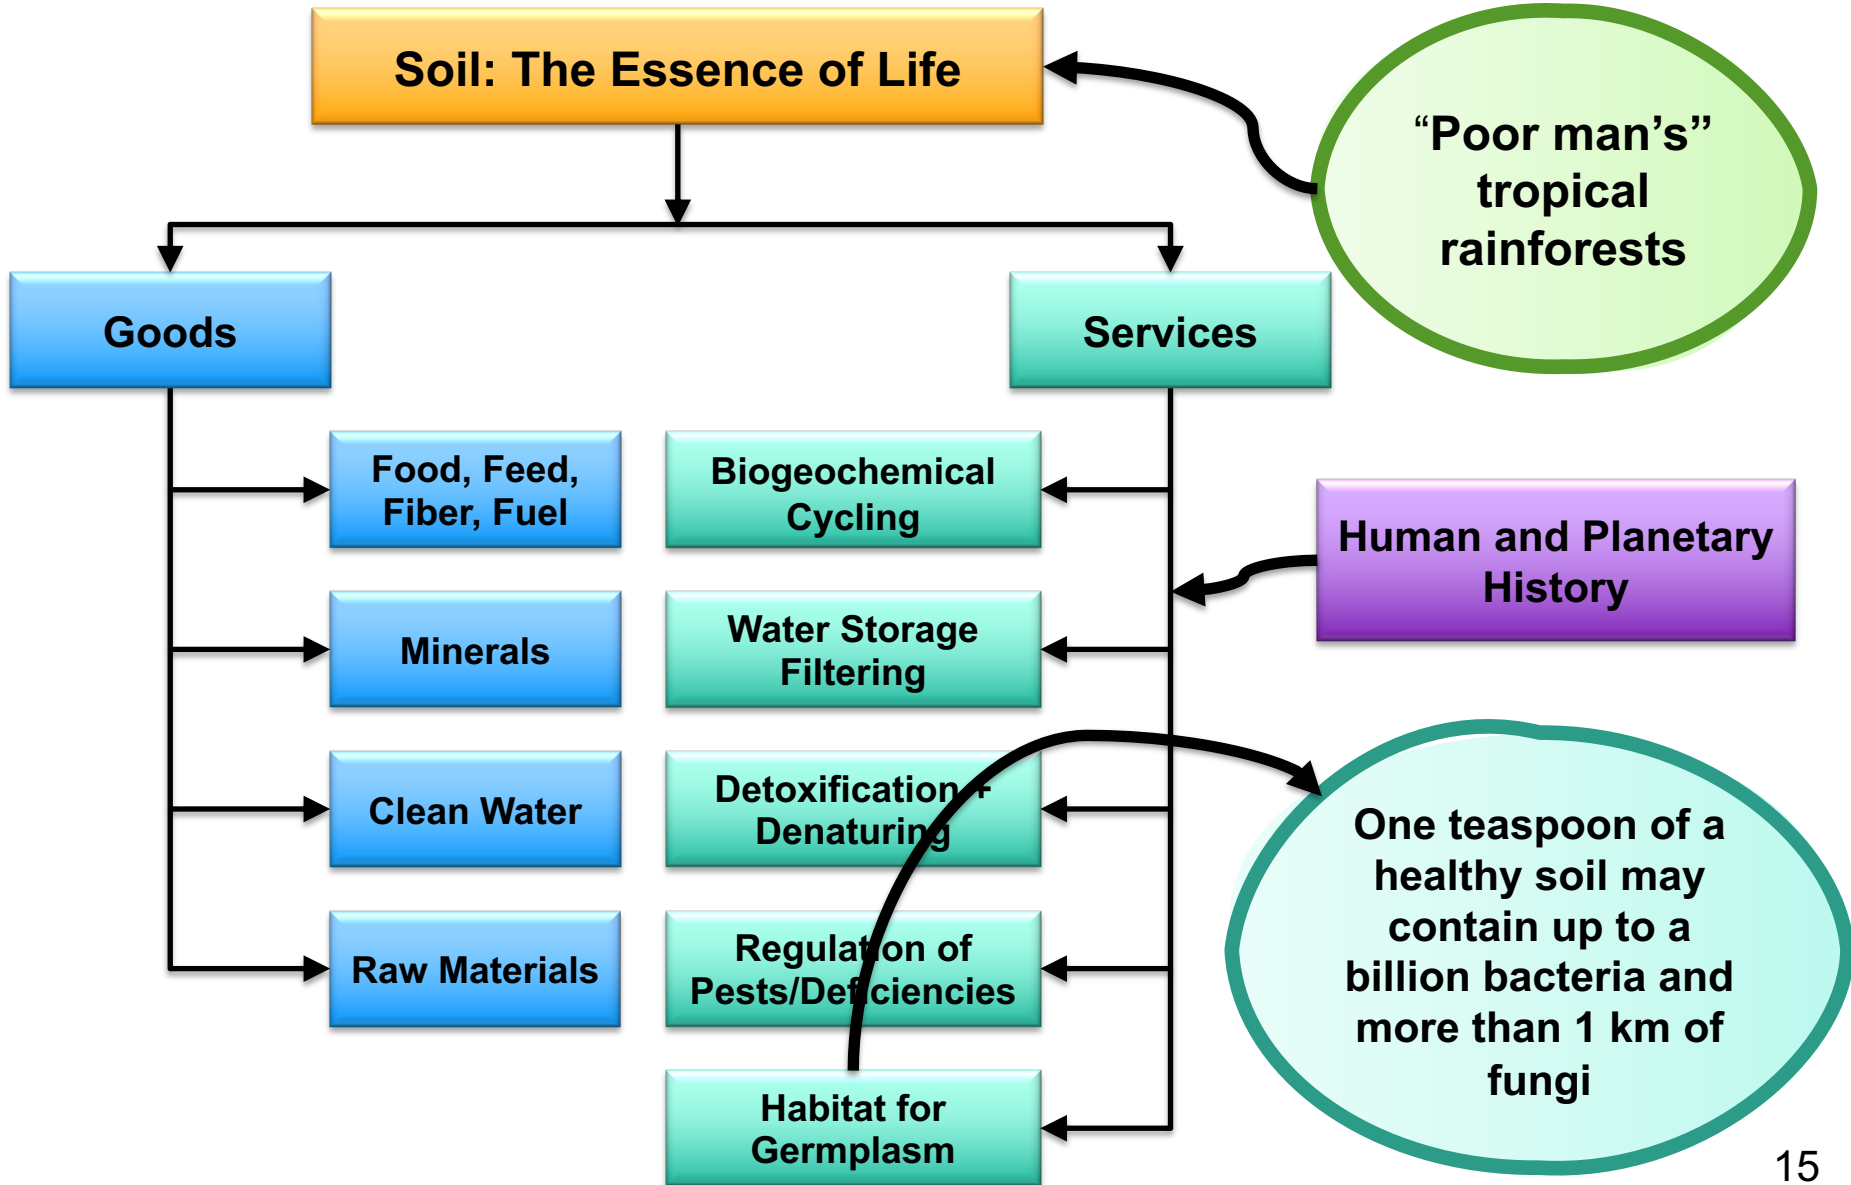 Soil: The Essence of Life
“Poor man’s’’
tropical
rainforests
Goods
Services
Food, Feed,
Fiber, Fuel
Minerals
Clean Water
Raw Materials
Biogeochemical
Cycling
Water Storage
Filtering
Detoxification +
Denaturing
Regulation of
Pests/Deficiencies
Habitat for
Germplasm
Human and Planetary
History
One teaspoon of a
healthy soil may
contain up to a
billion bacteria and
more than 1 km of
fungi
15